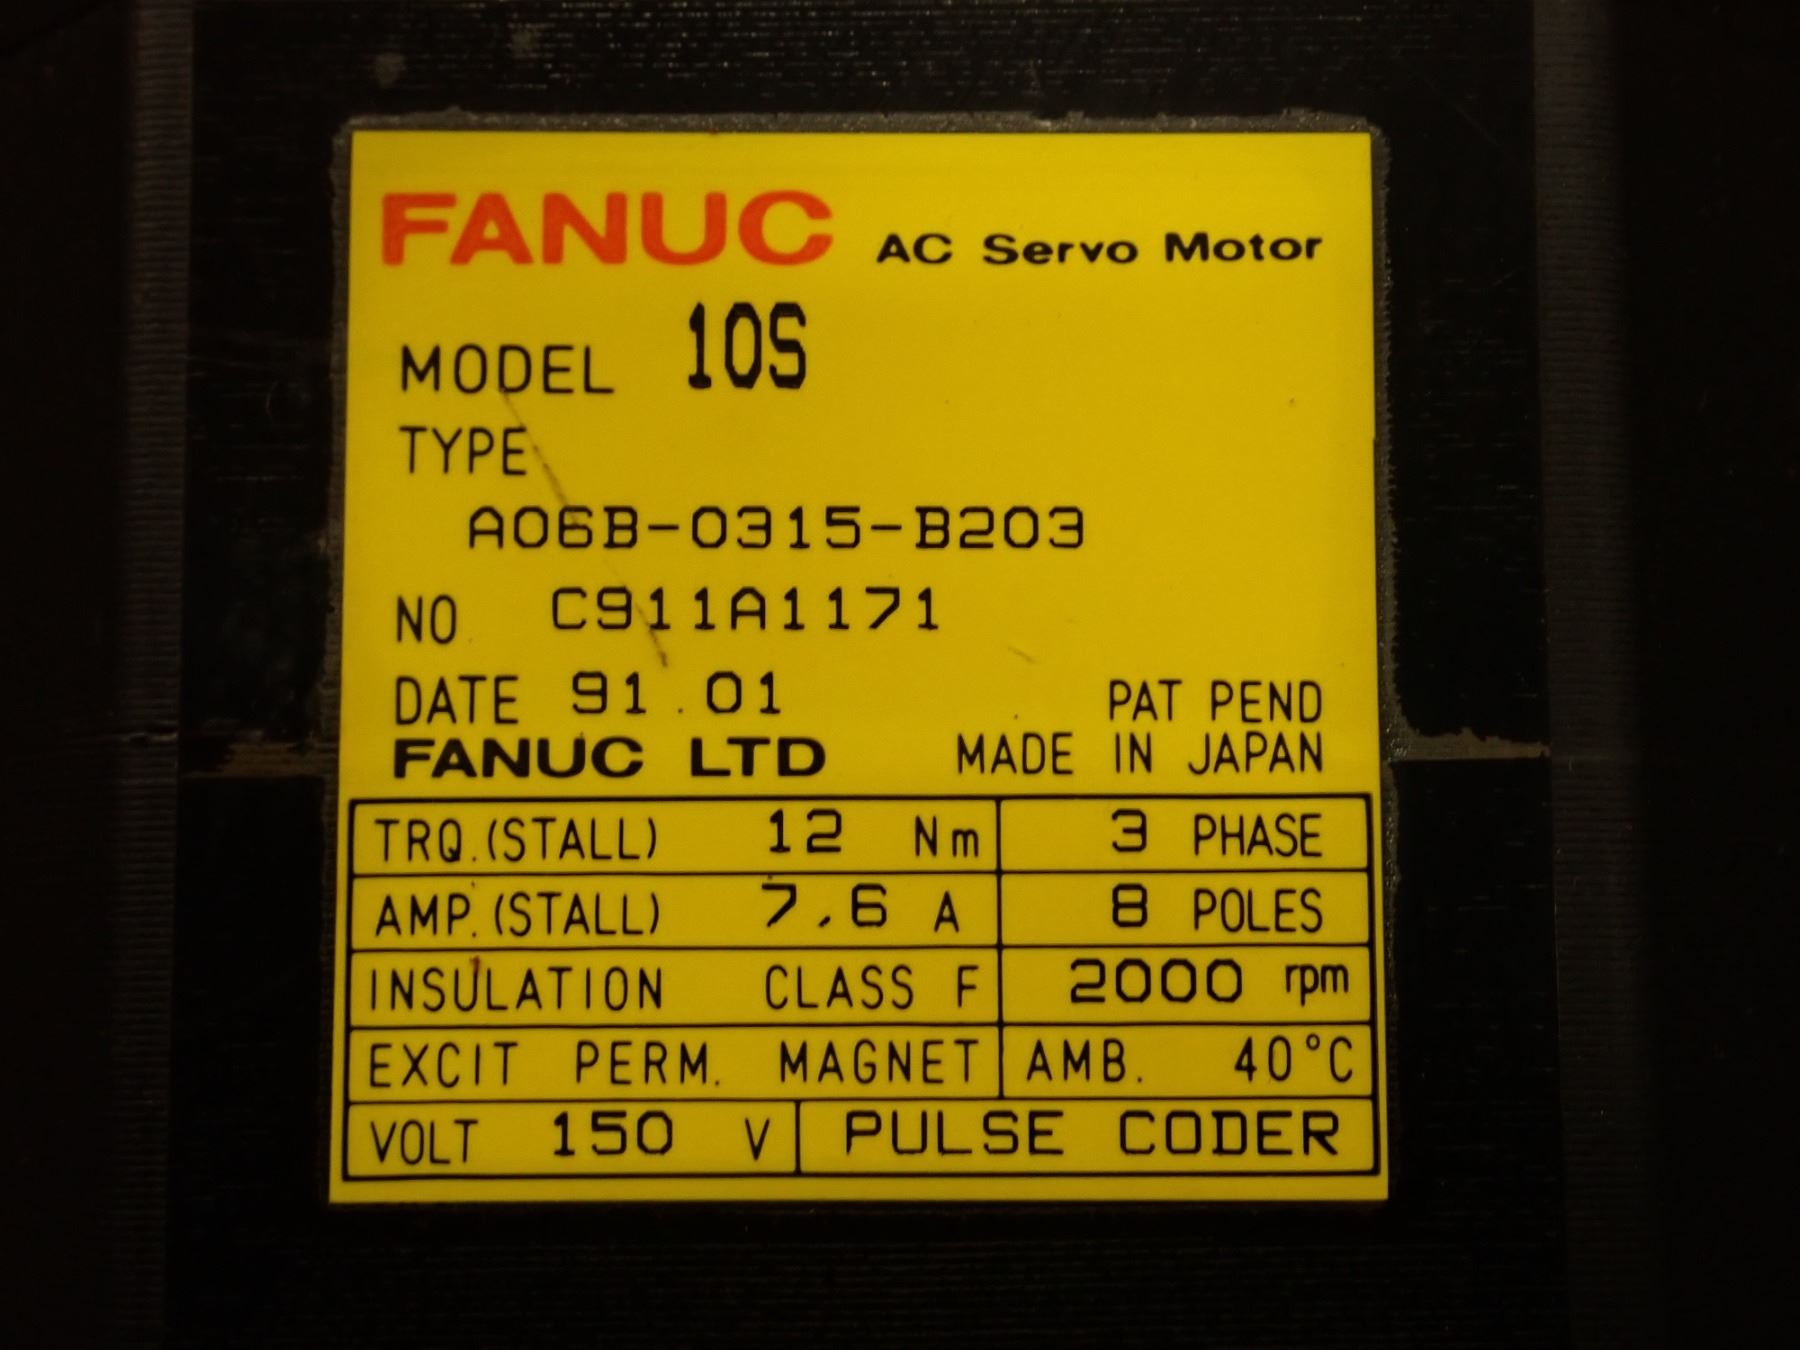 FANUC AC Servo Motor
MODEL 10S
TYPE
A06B-0315-B203
NO C911A1171
DATE 91.01 PAT PEND
FANUC LTD MADE IN JAPAN
TRQ.(STALL) 12 Nm 3 PHASE
AMP.(STALL) 7.6 A 8 POLES
INSULATION CLASS F 2000 rpm
EXCIT PERM. MAGNET AMB. 40°C
VOLT 150 V PULSE CODER